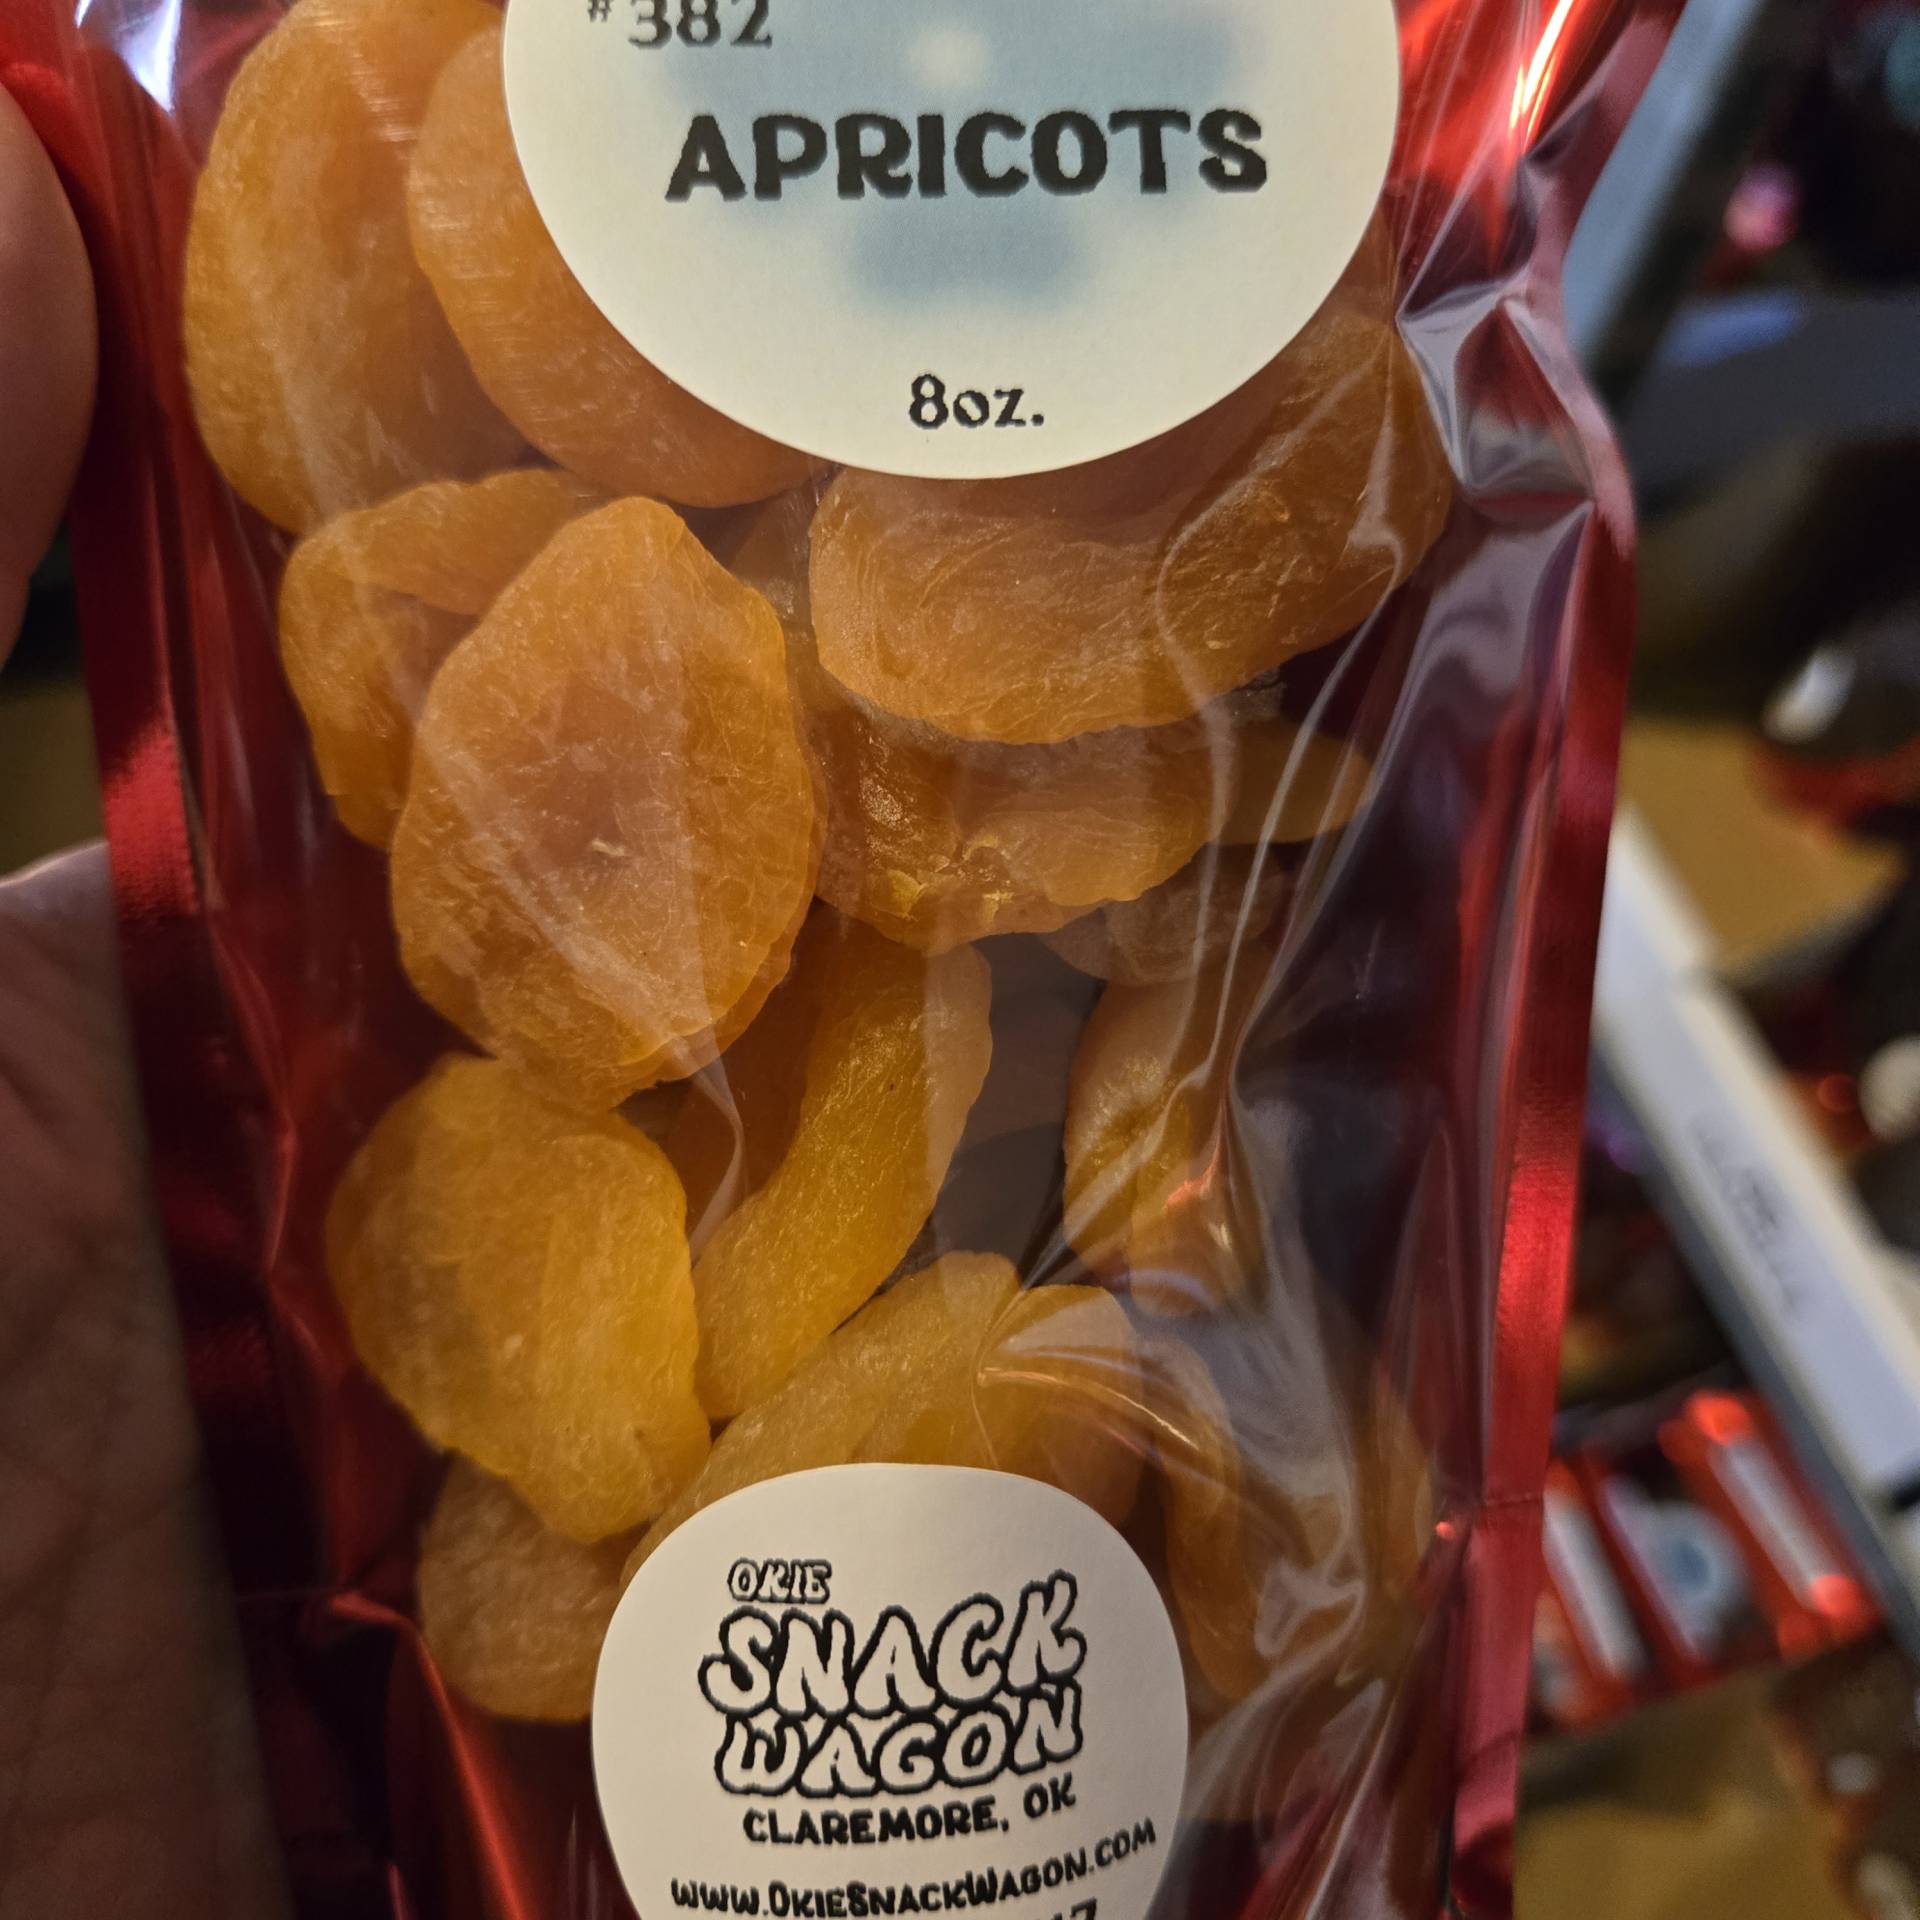 #382
APRICOTS
8oz.
OKIE
SNACK
WAGON
CLAREMORE, OK
www.OkieSnackWagon.com